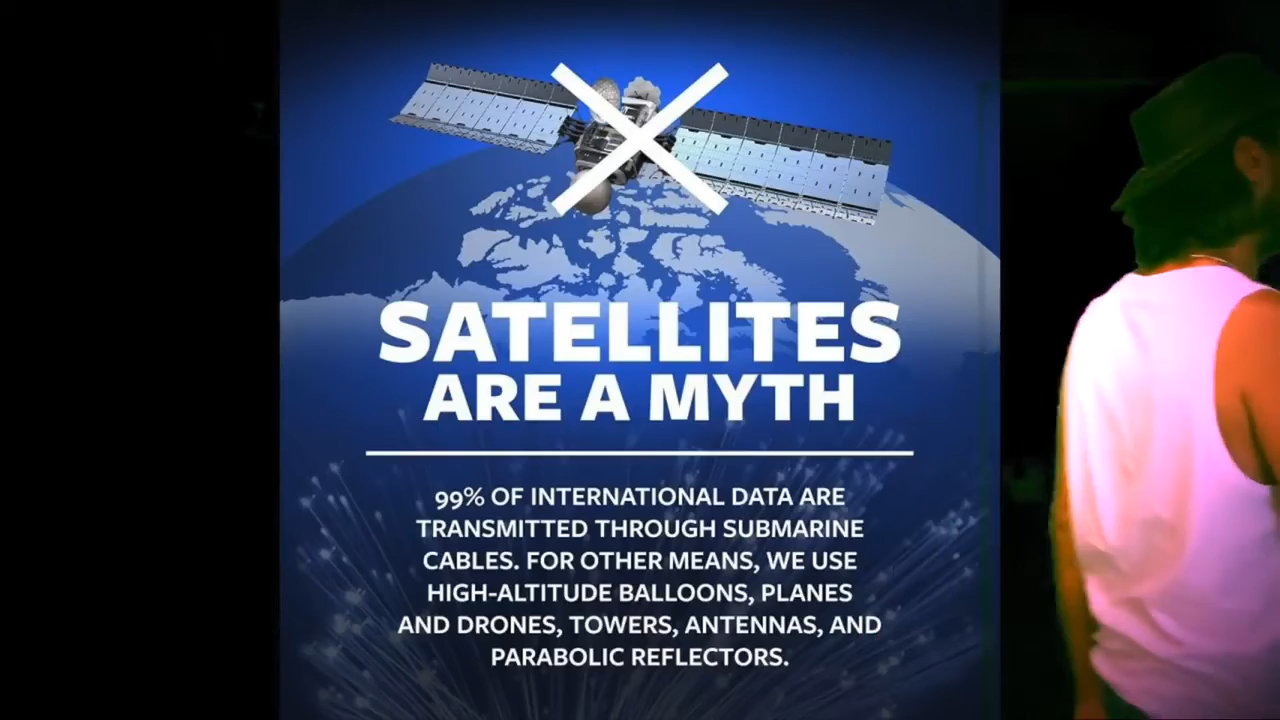 SATELLITES
ARE A MYTH
99% OF INTERNATIONAL DATA ARE
TRANSMITTED THROUGH SUBMARINE
CABLES. FOR OTHER MEANS, WE USE
HIGH-ALTITUDE BALLOONS, PLANES
AND DRONES, TOWERS, ANTENNAS, AND
PARABOLIC REFLECTORS.